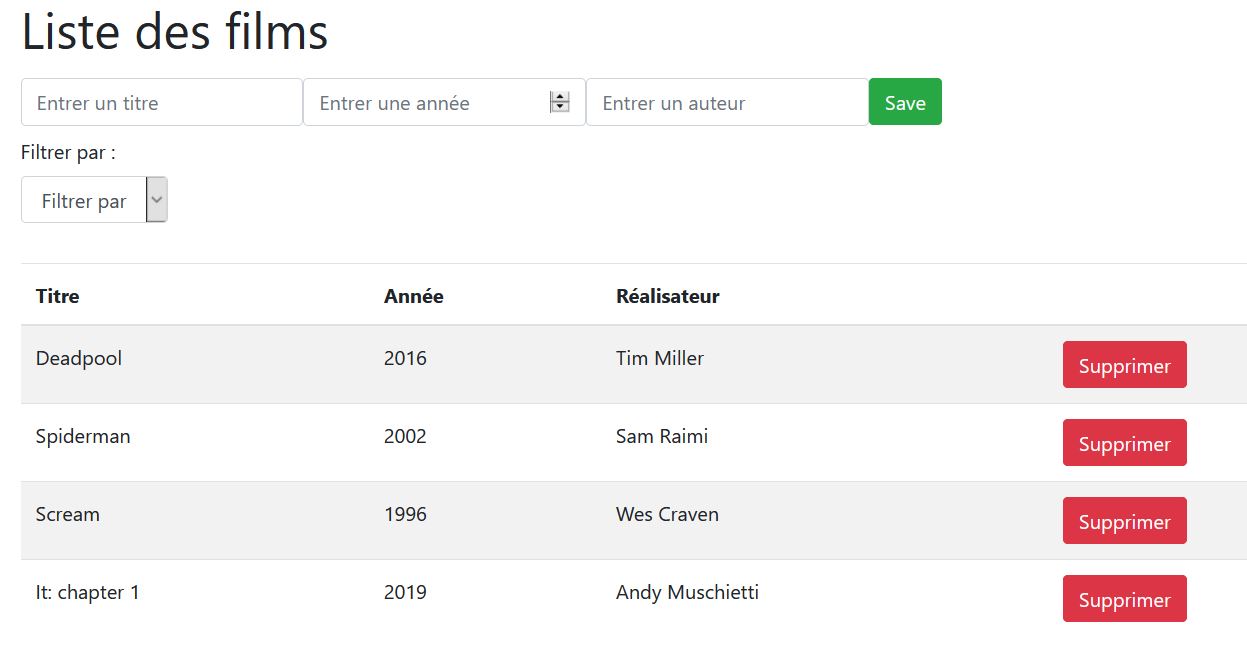 Liste des films
Entrer un titre Entrer une année Entrer un auteur Save
Filtrer par :
Filtrer par
Titre Année Réalisateur
Deadpool 2016 Tim Miller Supprimer
Spiderman 2002 Sam Raimi Supprimer
Scream 1996 Wes Craven Supprimer
It: chapter 1 2019 Andy Muschietti Supprimer